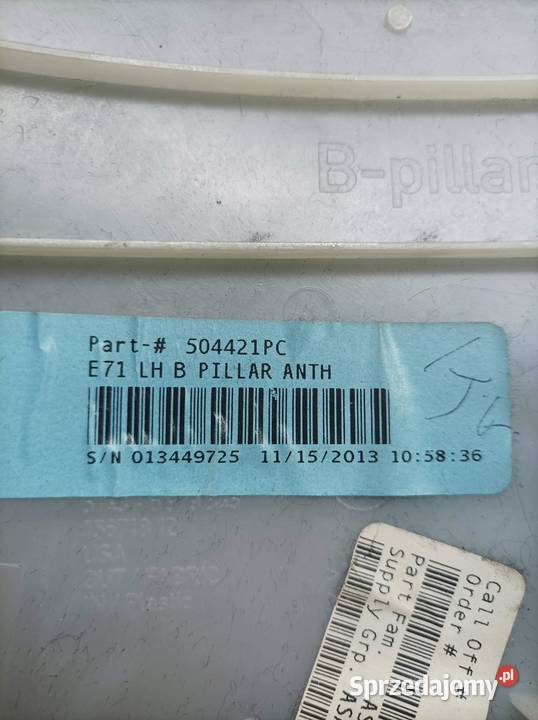 B-pillar
Part-# 504421PC
E71 LH B PILLAR ANTH
S/N 013449725 11/15/2013 10:58:36
Call Off #
Order #
Part Fam
Supply Grp. ASS
Sprzedajemy.pl